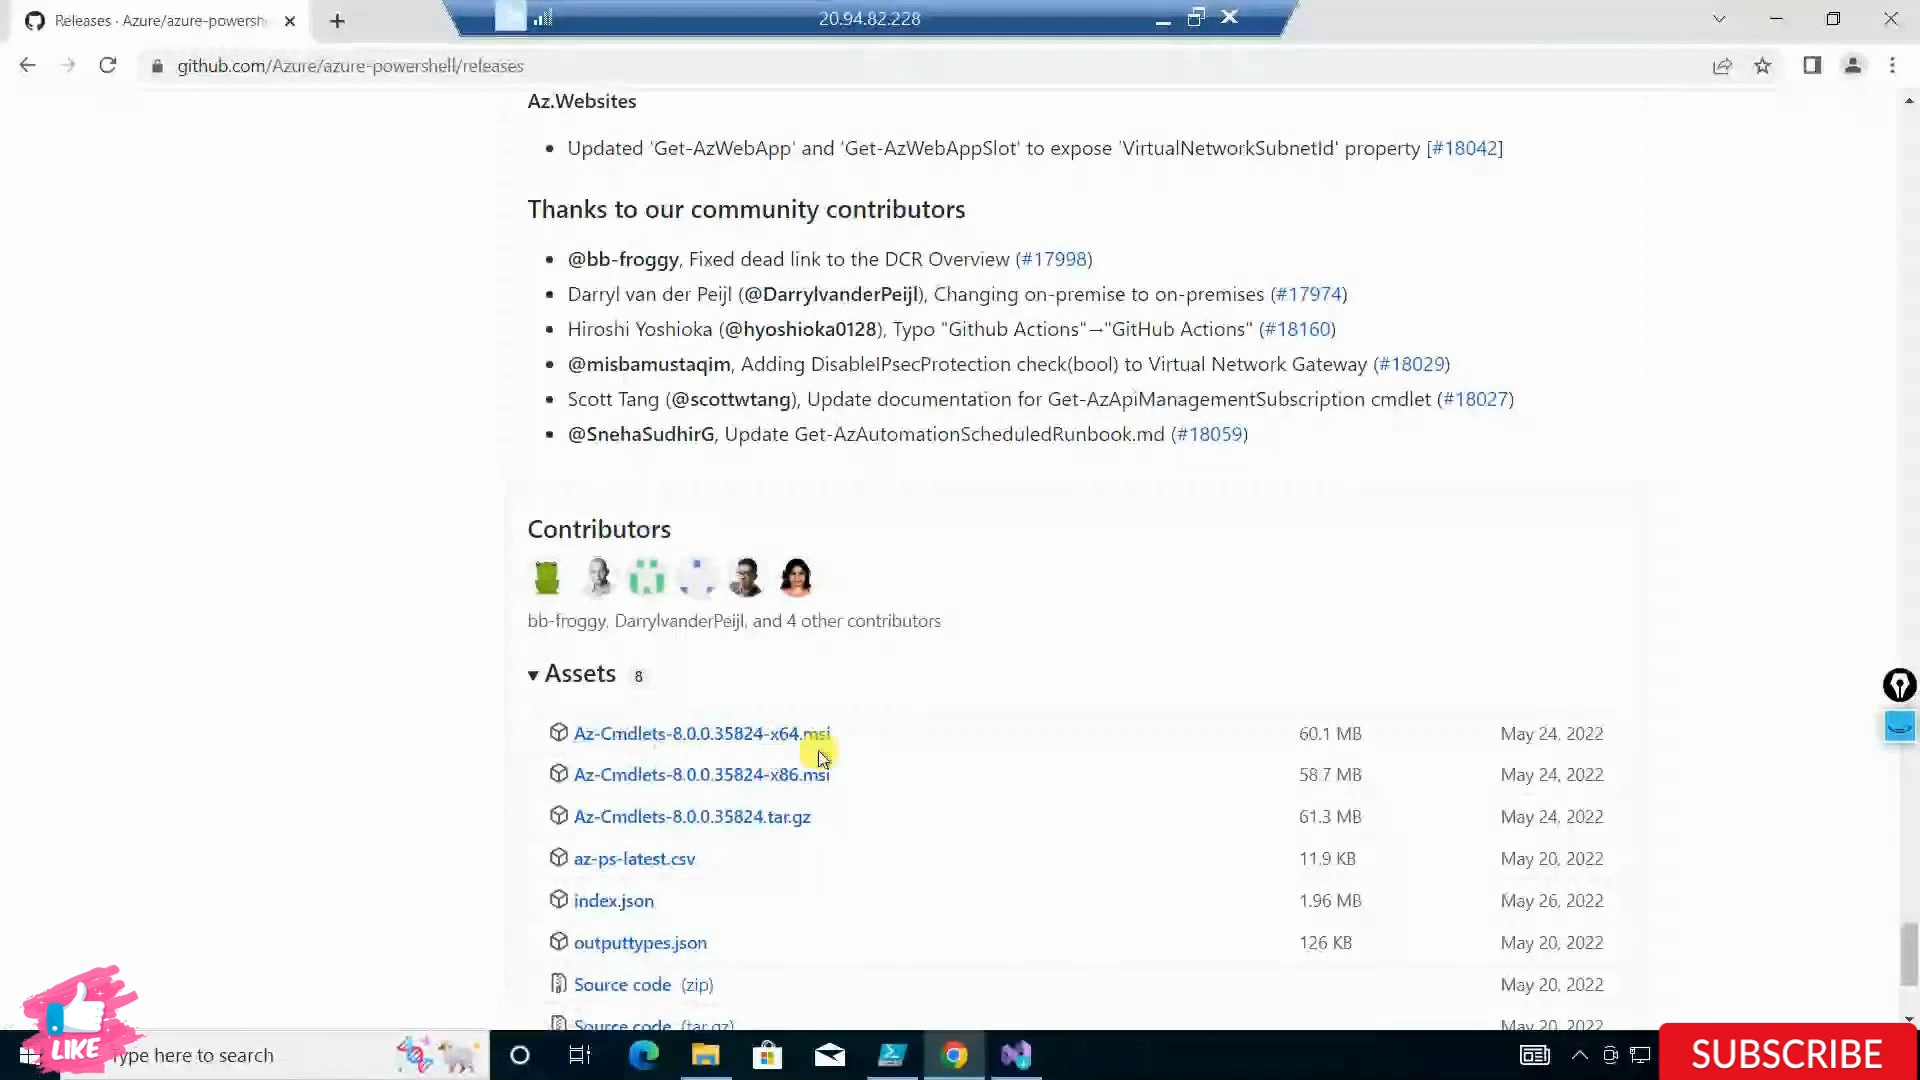 Releases · Azure/azure-powersh
20.94.82.228
github.com/Azure/azure-powershell/releases
Az.Websites
Updated 'Get-AzWebApp' and 'Get-AzWebAppSlot' to expose 'VirtualNetworkSubnetId' property [#18042]
Thanks to our community contributors
@bb-froggy, Fixed dead link to the DCR Overview (#17998)
Darryl van der Peijl (@DarrylvanderPeijl), Changing on-premise to on-premises (#17974)
Hiroshi Yoshioka (@hyoshioka0128), Typo "Github Actions"→"GitHub Actions" (#18160)
@misbamustaqim, Adding DisableIPsecProtection check(bool) to Virtual Network Gateway (#18029)
Scott Tang (@scottwtang), Update documentation for Get-AzApiManagementSubscription cmdlet (#18027)
@SnehaSudhirG, Update Get-AzAutomationScheduledRunbook.md (#18059)
Contributors
bb-froggy, DarrylvanderPeijl, and 4 other contributors
Assets 8
Az-Cmdlets-8.0.0.35824-x64.msi 60.1 MB May 24, 2022
Az-Cmdlets-8.0.0.35824-x86.msi 58.7 MB May 24, 2022
Az-Cmdlets-8.0.0.35824.tar.gz 61.3 MB May 24, 2022
az-ps-latest.csv 11.9 KB May 20, 2022
index.json 1.96 MB May 26, 2022
outputtypes.json 126 KB May 20, 2022
Source code (zip) May 20, 2022
Source code (tar.gz) May 20, 2022
LIKE
Type here to search
SUBSCRIBE